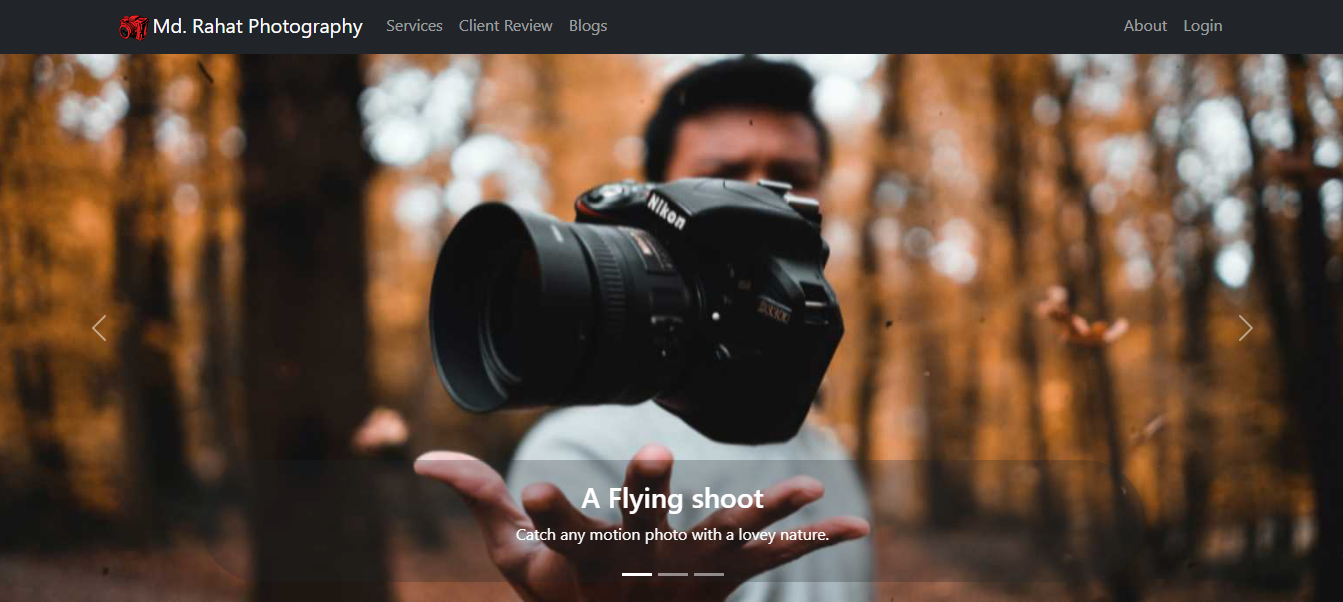 Md. Rahat Photography Services Client Review Blogs About Login
Nikon
A Flying shoot
Catch any motion photo with a lovey nature.